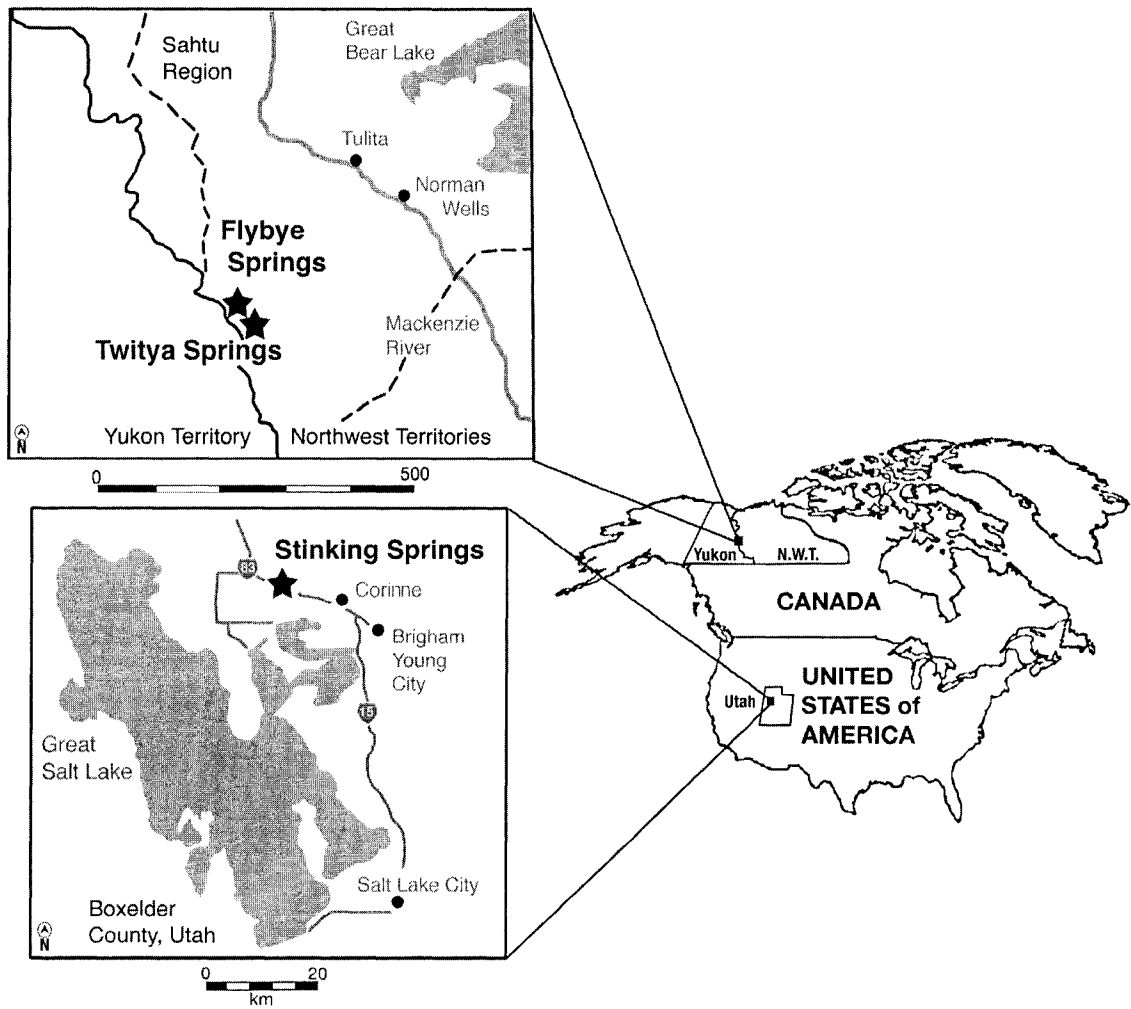 Sahtu
Region
Great
Bear Lake
Tulita
Norman
Wells
Flybye
Springs
Mackenzie
River
Twitya Springs
N
Yukon Territory
Northwest Territories
0
500
Stinking Springs
83
Corinne
Brigham
Young
City
15
Great
Salt Lake
Salt Lake City
Boxelder
County, Utah
N
0
20
km
Yukon
N.W.T.
CANADA
UNITED
STATES of
AMERICA
Utah